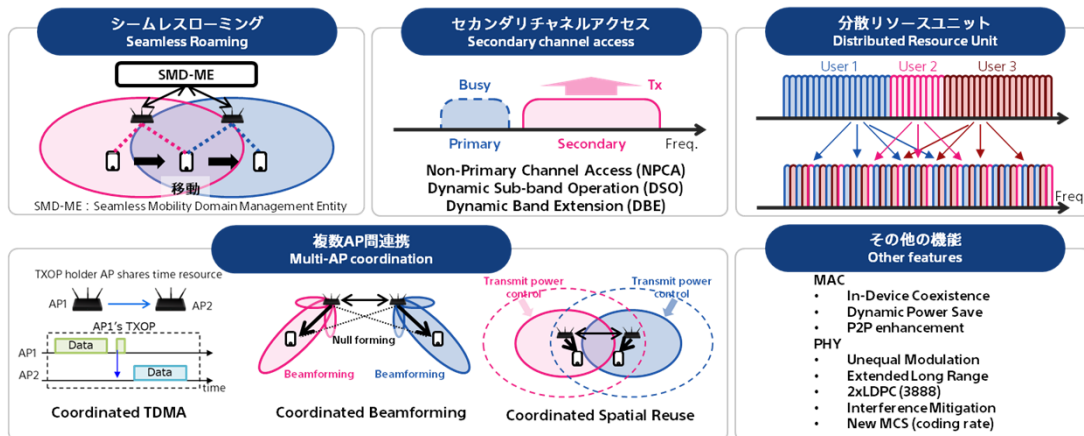 シームレスローミング
Seamless Roaming
SMD-ME
移動
SMD-ME：Seamless Mobility Domain Management Entity
セカンダリチャネルアクセス
Secondary channel access
Busy
Tx
Primary
Secondary
Freq.
Non-Primary Channel Access (NPCA)
Dynamic Sub-band Operation (DSO)
Dynamic Band Extension (DBE)
分散リソースユニット
Distributed Resource Unit
User 1
User 2
User 3
Freq.
複数AP間連携
Multi-AP coordination
TXOP holder AP shares time resource
AP1
AP2
AP1's TXOP
AP1
Data
AP2
Data
time
Coordinated TDMA
Null forming
Beamforming
Beamforming
Coordinated Beamforming
Transmit power
control
Transmit power
control
Coordinated Spatial Reuse
その他の機能
Other features
MAC
• In-Device Coexistence
• Dynamic Power Save
• P2P enhancement
PHY
• Unequal Modulation
• Extended Long Range
• 2xLDPC (3888)
• Interference Mitigation
• New MCS (coding rate)